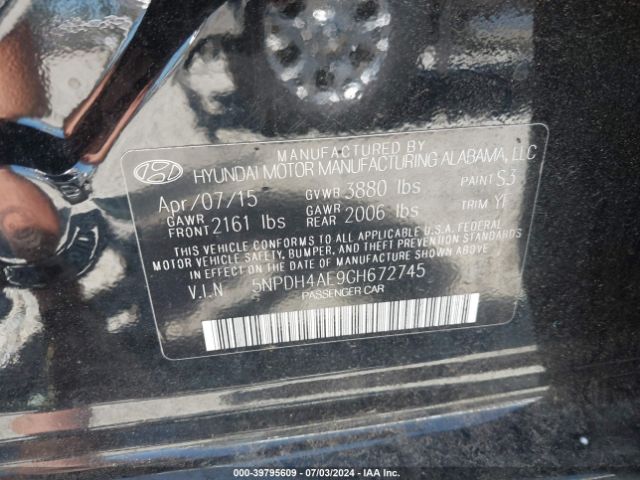 MANUFACTURED BY
HYUNDAI MOTOR MANUFACTURING ALABAMA, LLC
Apr/07/15 GVWR 3880 lbs PAINT S3
GAWR FRONT 2161 lbs GAWR REAR 2006 lbs TRIM YF
THIS VEHICLE CONFORMS TO ALL APPLICABLE U.S.A. FEDERAL
MOTOR VEHICLE SAFETY, BUMPER, AND THEFT PREVENTION STANDARDS
IN EFFECT ON THE DATE OF MANUFACTURE SHOWN ABOVE.
V.I.N 5NPDH4AE9GH672745
PASSENGER CAR
000-39795609 - 07/03/2024 - IAA Inc.